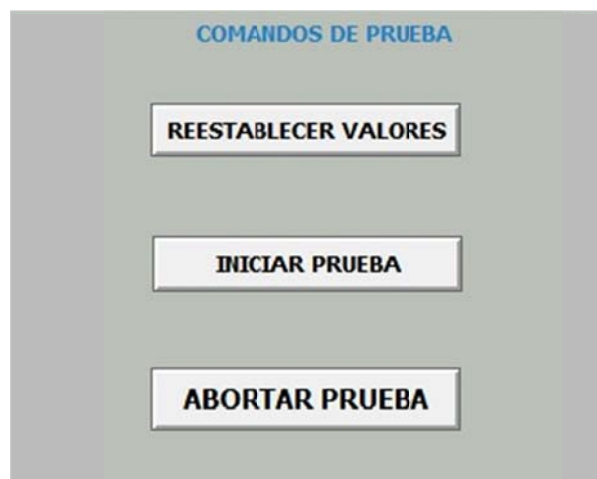 COMANDOS DE PRUEBA
REESTABLECER VALORES
INICIAR PRUEBA
ABORTAR PRUEBA